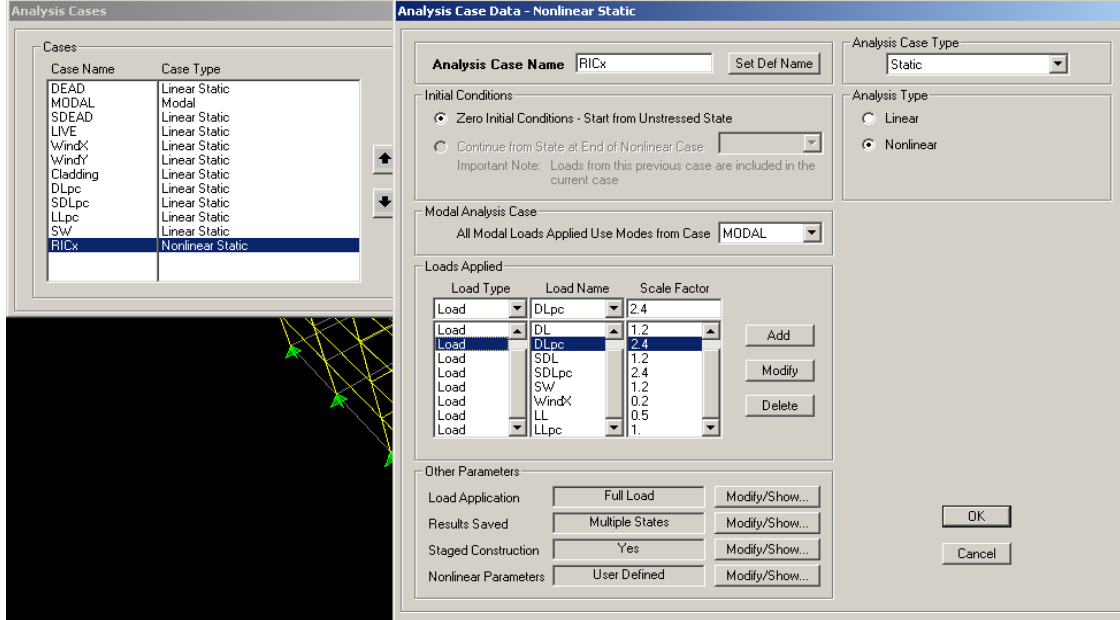 Analysis Cases
Cases
Case Name Case Type
DEAD Linear Static
MODAL Modal
SDEAD Linear Static
LIVE Linear Static
WindX Linear Static
WindY Linear Static
Cladding Linear Static
DLpc Linear Static
SDLpc Linear Static
LLpc Linear Static
SW Linear Static
RICx Nonlinear Static
Analysis Case Data - Nonlinear Static
Analysis Case Name RICx Set Def Name
Initial Conditions
Zero Initial Conditions - Start from Unstressed State
Continue from State at End of Nonlinear Case
Important Note: Loads from this previous case are included in the
current case
Modal Analysis Case
All Modal Loads Applied Use Modes from Case MODAL
Loads Applied
Load Type Load Name Scale Factor
Load DLpc 2.4
Load DL 1.2
Load DLpc 2.4
Load SDL 1.2
Load SDLpc 2.4
Load SW 1.2
Load WindX 0.2
Load LL 0.5
Load LLpc 1.
Add
Modify
Delete
Other Parameters
Load Application Full Load Modify/Show...
Results Saved Multiple States Modify/Show...
Staged Construction Yes Modify/Show...
Nonlinear Parameters User Defined Modify/Show...
Analysis Case Type
Static
Analysis Type
Linear
Nonlinear
OK
Cancel